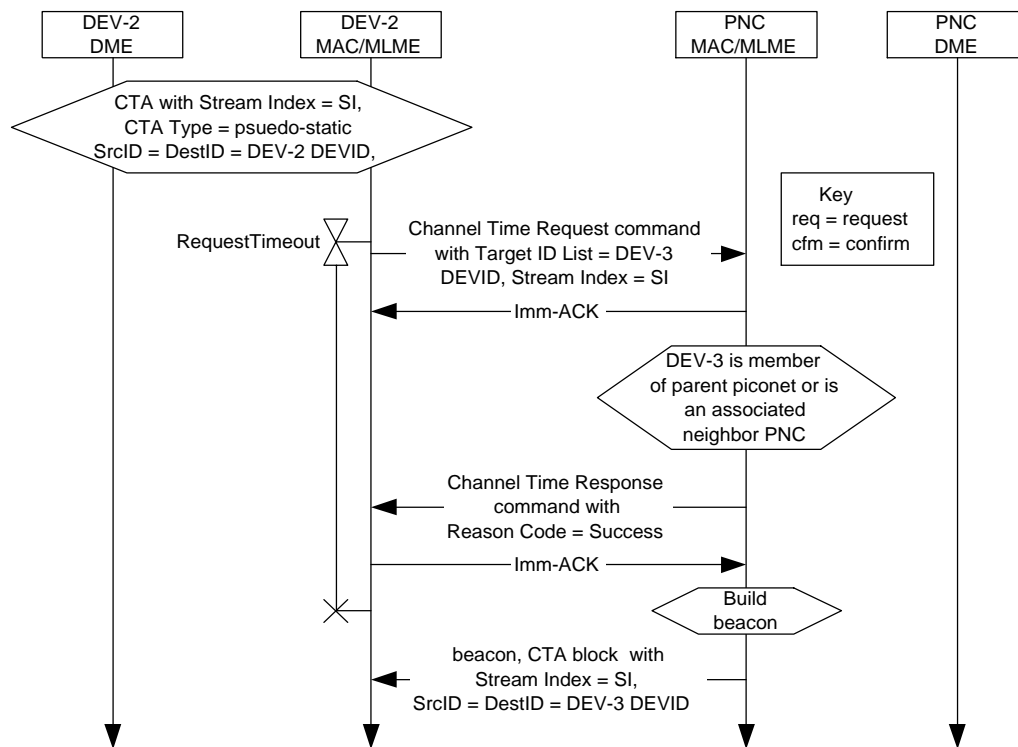 DEV-2
DME
DEV-2
MAC/MLME
PNC
MAC/MLME
PNC
DME
CTA with Stream Index = SI,
CTA Type = psuedo-static
SrcID = DestID = DEV-2 DEVID,
Key
req = request
cfm = confirm
RequestTimeout
Channel Time Request command
with Target ID List = DEV-3
DEVID, Stream Index = SI
Imm-ACK
DEV-3 is member
of parent piconet or is
an associated
neighbor PNC
Channel Time Response
command with
Reason Code = Success
Imm-ACK
Build
beacon
beacon, CTA block with
Stream Index = SI,
SrcID = DestID = DEV-3 DEVID